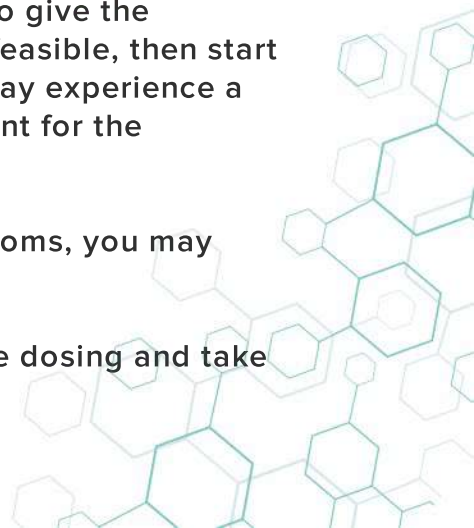 o give the
easible, then start
ay experience a
nt for the
oms, you may
e dosing and take